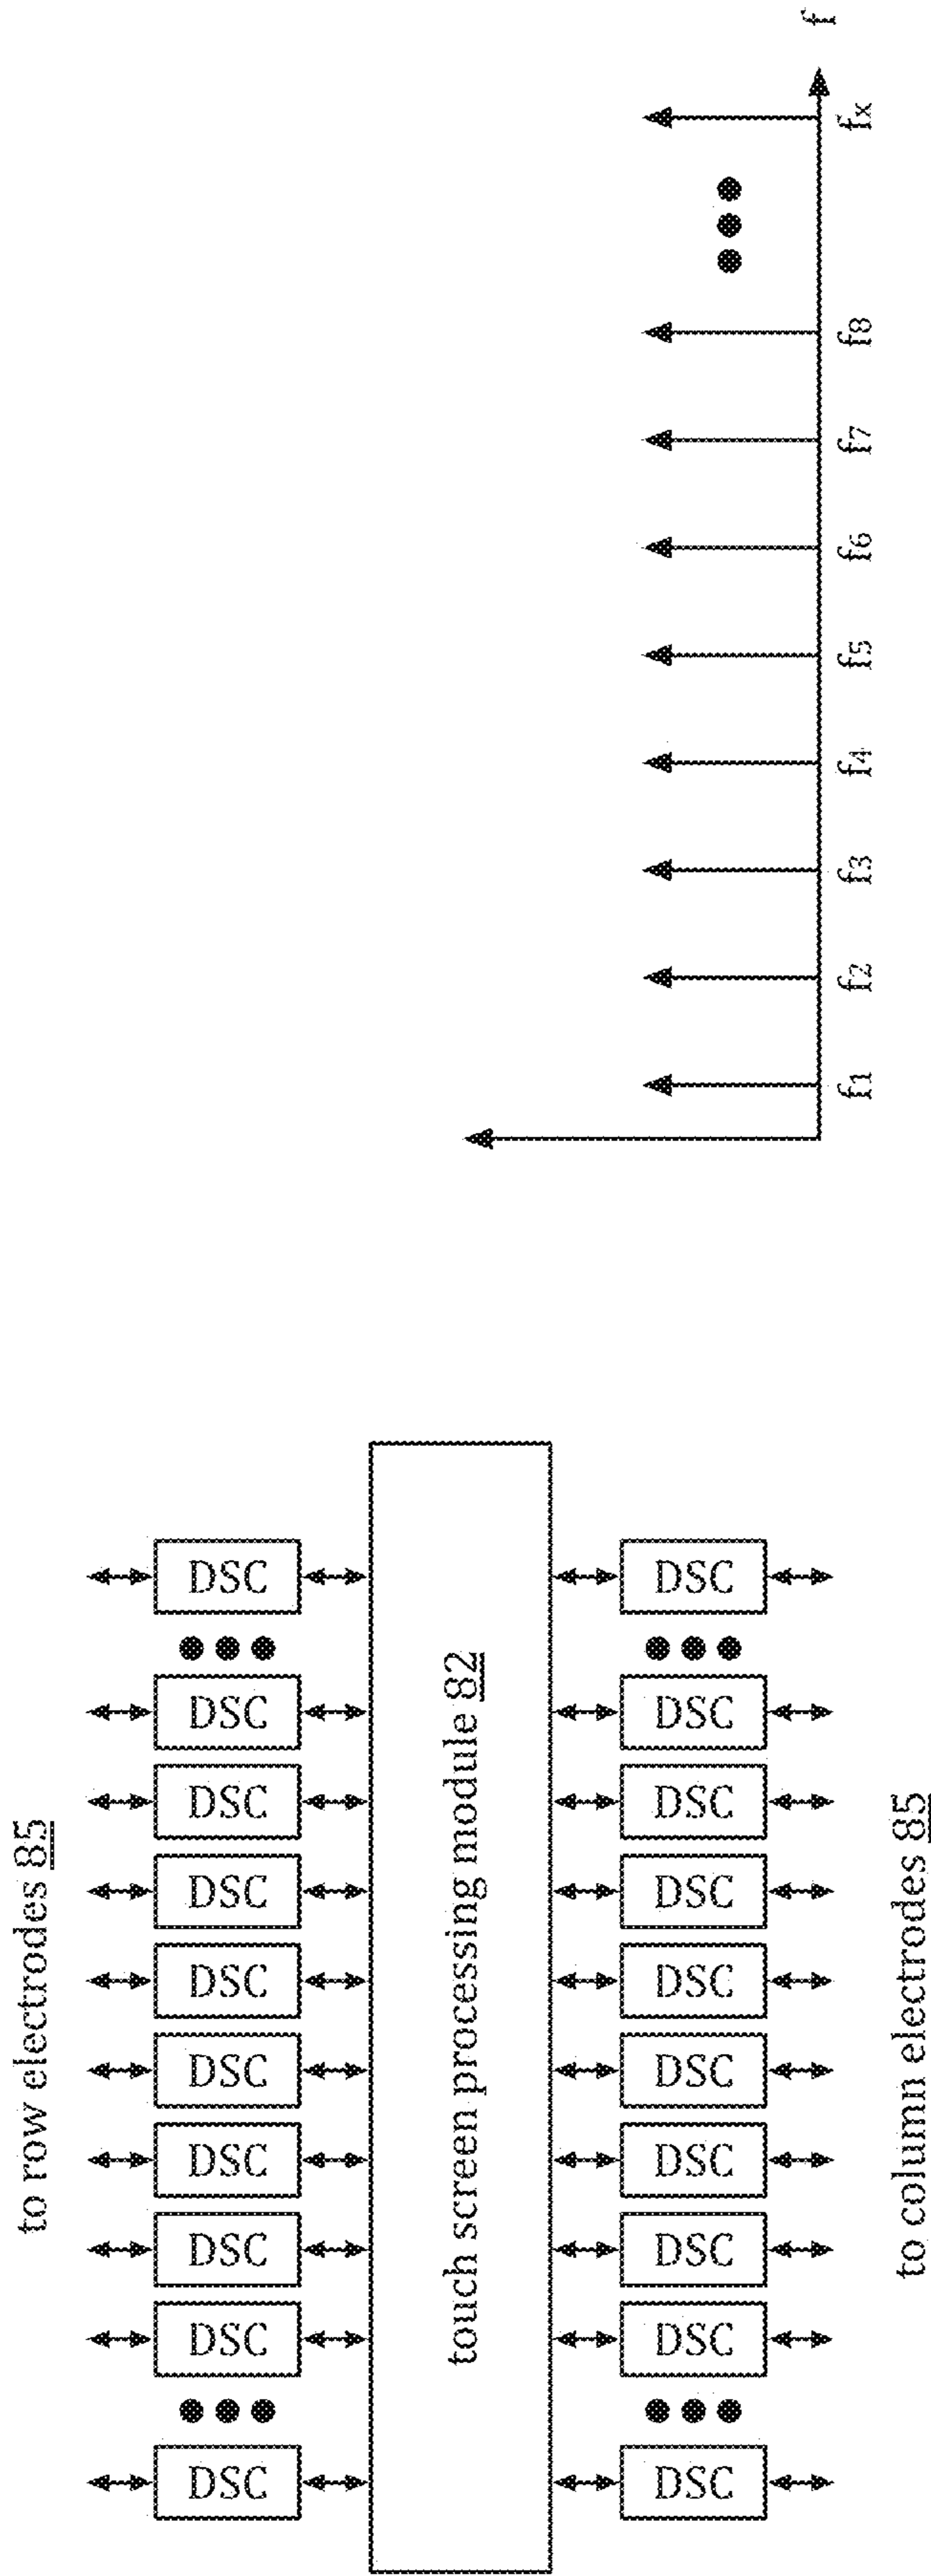 to row electrodes 85
DSC DSC DSC DSC DSC DSC DSC DSC DSC DSC
touch screen processing module 82
DSC DSC DSC DSC DSC DSC DSC DSC DSC DSC
to column electrodes 85
f1 f2 f3 f4 f5 f6 f7 f8 fx
f